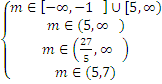 m ∈ [-∞, -1 ] ∪ [5, ∞)
m ∈ (5, ∞ )
m ∈ (27/5, ∞ )
m ∈ (5,7)